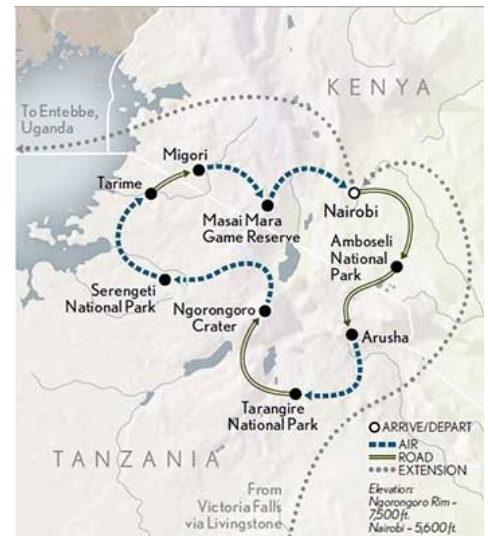 KENYA
To Entebbe,
Uganda
Migori
Tarime
Masai Mara
Game Reserve
Nairobi
Amboseli
National
Park
Serengeti
National Park
Ngorongoro
Crater
Arusha
Tarangire
National Park
TANZANIA
From
Victoria Falls
via Livingstone
ARRIVE/DEPART
AIR
ROAD
EXTENSION
Elevation:
Ngorongoro Rim –
7,500 ft.
Nairobi – 5,600 ft.